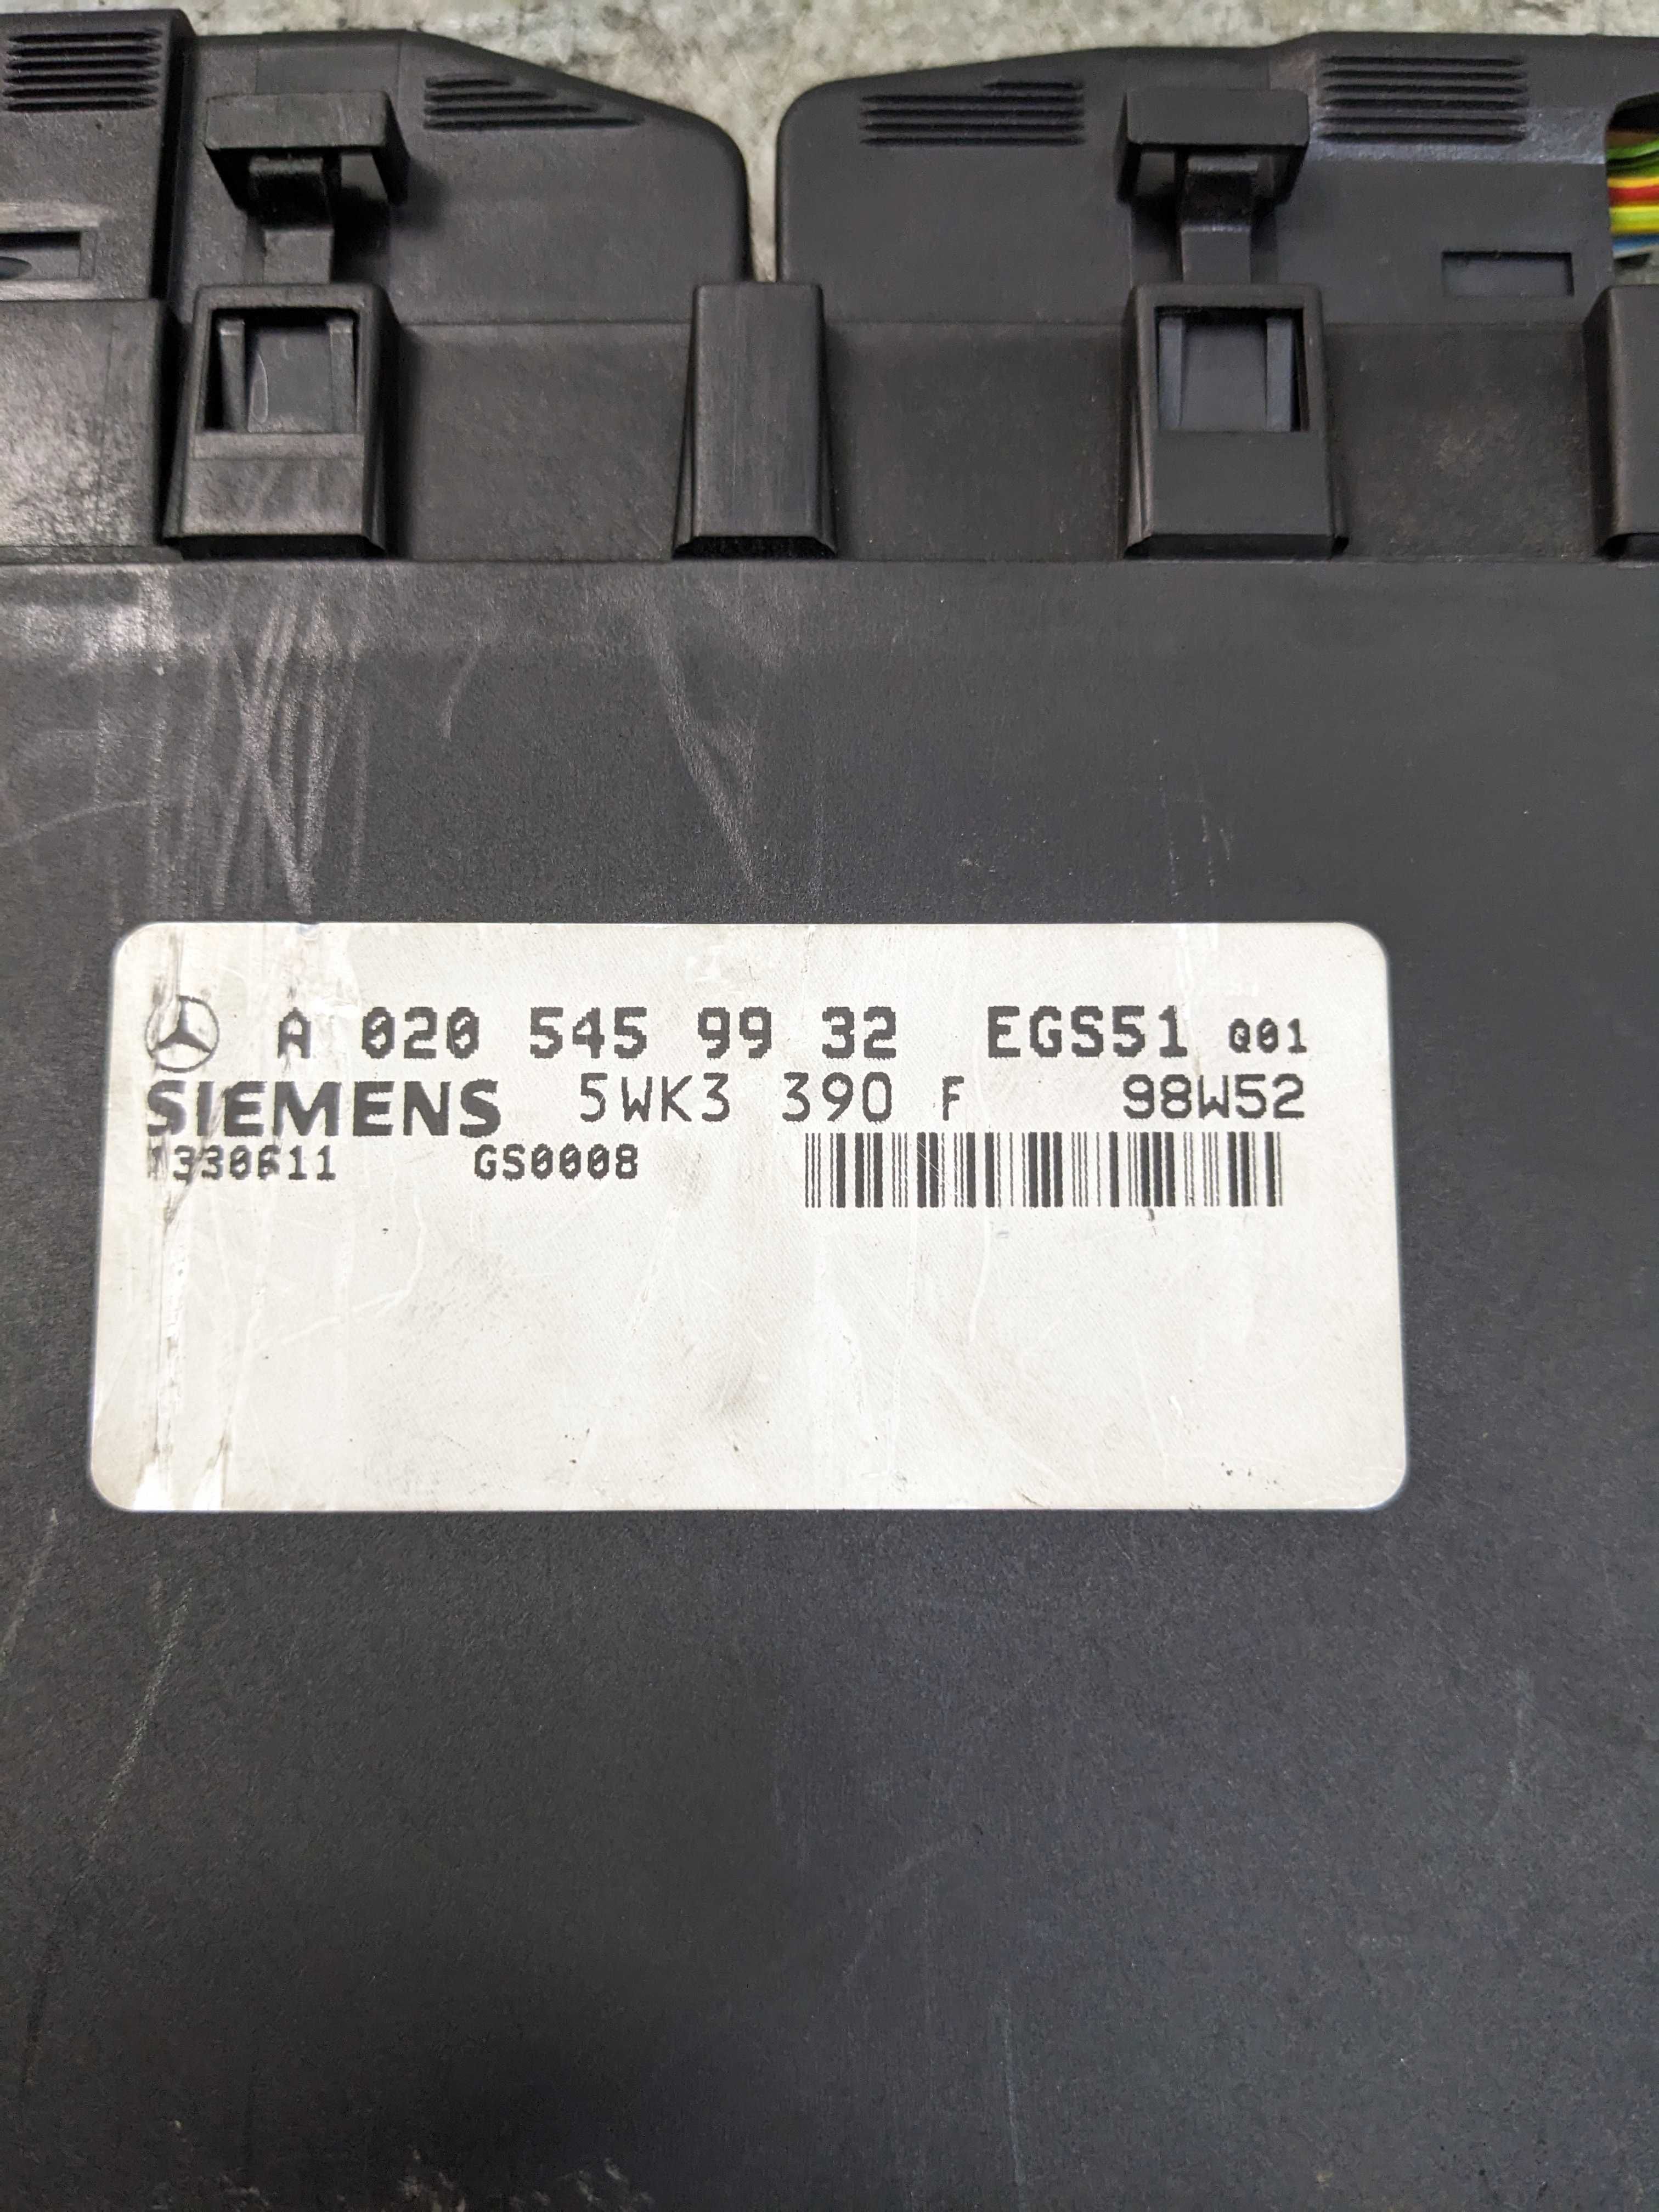 A 020 545 99 32 EGS51 Q01
SIEMENS 5WK3 390 F 98W52
GS0008